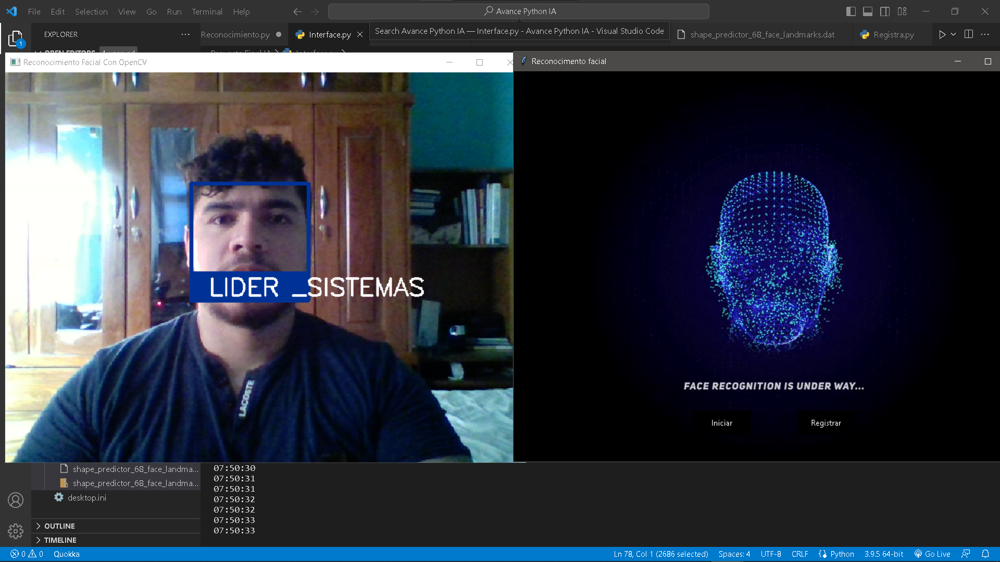 File Edit Selection View Go Run Terminal Help
Avance Python IA
EXPLORER
Reconocimiento.py
Interface.py
Search Avance Python IA — Interface.py - Avance Python IA - Visual Studio Code
shape_predictor_68_face_landmarks.dat
Registra.py
1
Reconocimiento Facial Con OpenCV
Reconocimento facial
LIDER _SISTEMAS
LACOSTE
FACE RECOGNITION IS UNDER WAY...
Iniciar
Registrar
shape_predictor_68_face_landma...
shape_predictor_68_face_landma...
desktop.ini
OUTLINE
TIMELINE
07:50:30
07:50:31
07:50:31
07:50:32
07:50:32
07:50:33
07:50:33
0 0 Quokka
Ln 78, Col 1 (2686 selected) Spaces: 4 UTF-8 CRLF Python 3.9.5 64-bit Go Live